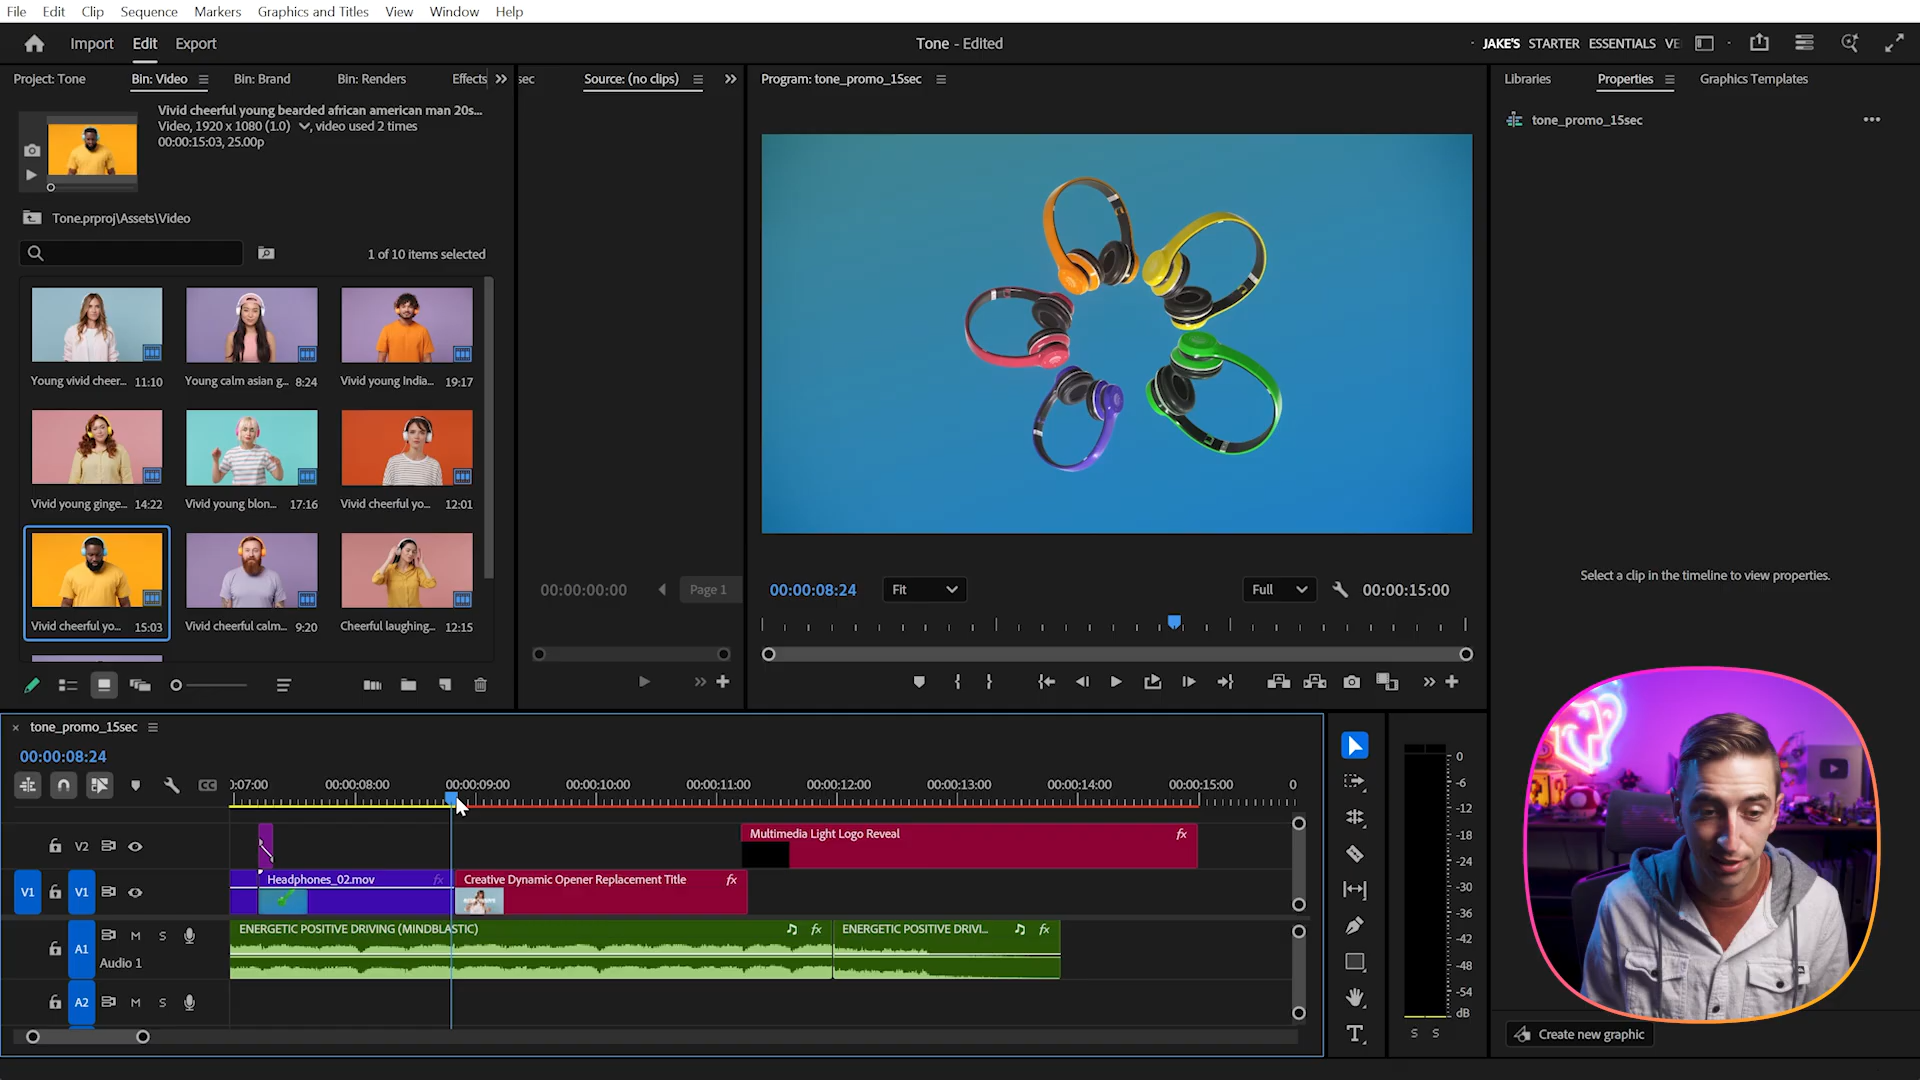 File Edit Clip Sequence Markers Graphics and Titles View Window Help
Import Edit Export
Tone - Edited
JAKE'S STARTER ESSENTIALS VE
Project: Tone Bin: Video Bin: Brand Bin: Renders Effects
sec Source: (no clips)
Program: tone_promo_15sec
Libraries Properties Graphics Templates
Vivid cheerful young bearded african american man 20s...
Video, 1920 x 1080 (1.0) , video used 2 times
00:00:15:03, 25.00p
tone_promo_15sec
Tone.prproj\Assets\Video
1 of 10 items selected
Young vivid cheer... 11:10 Young calm asian g... 8:24 Vivid young India... 19:17
Vivid young ginge... 14:22 Vivid young blon... 17:16 Vivid cheerful yo... 12:01
Vivid cheerful yo... 15:03 Vivid cheerful calm... 9:20 Cheerful laughing... 12:15
00:00:00:00 Page 1
00:00:08:24 Fit Full 00:00:15:00
Select a clip in the timeline to view properties.
tone_promo_15sec
00:00:08:24
CC
:07:00 00:00:08:00 00:00:09:00 00:00:10:00 00:00:11:00 00:00:12:00 00:00:13:00 00:00:14:00 00:00:15:00 0
V2 Multimedia Light Logo Reveal fx
V1 V1 Headphones_02.mov fx Creative Dynamic Opener Replacement Title fx
A1 M S ENERGETIC POSITIVE DRIVING (MINDBLASTIC) fx ENERGETIC POSITIVE DRIVI... fx
Audio 1
A2 M S
0
-6
-12
-18
-24
-30
-36
-42
-48
-54
dB
S S
Create new graphic